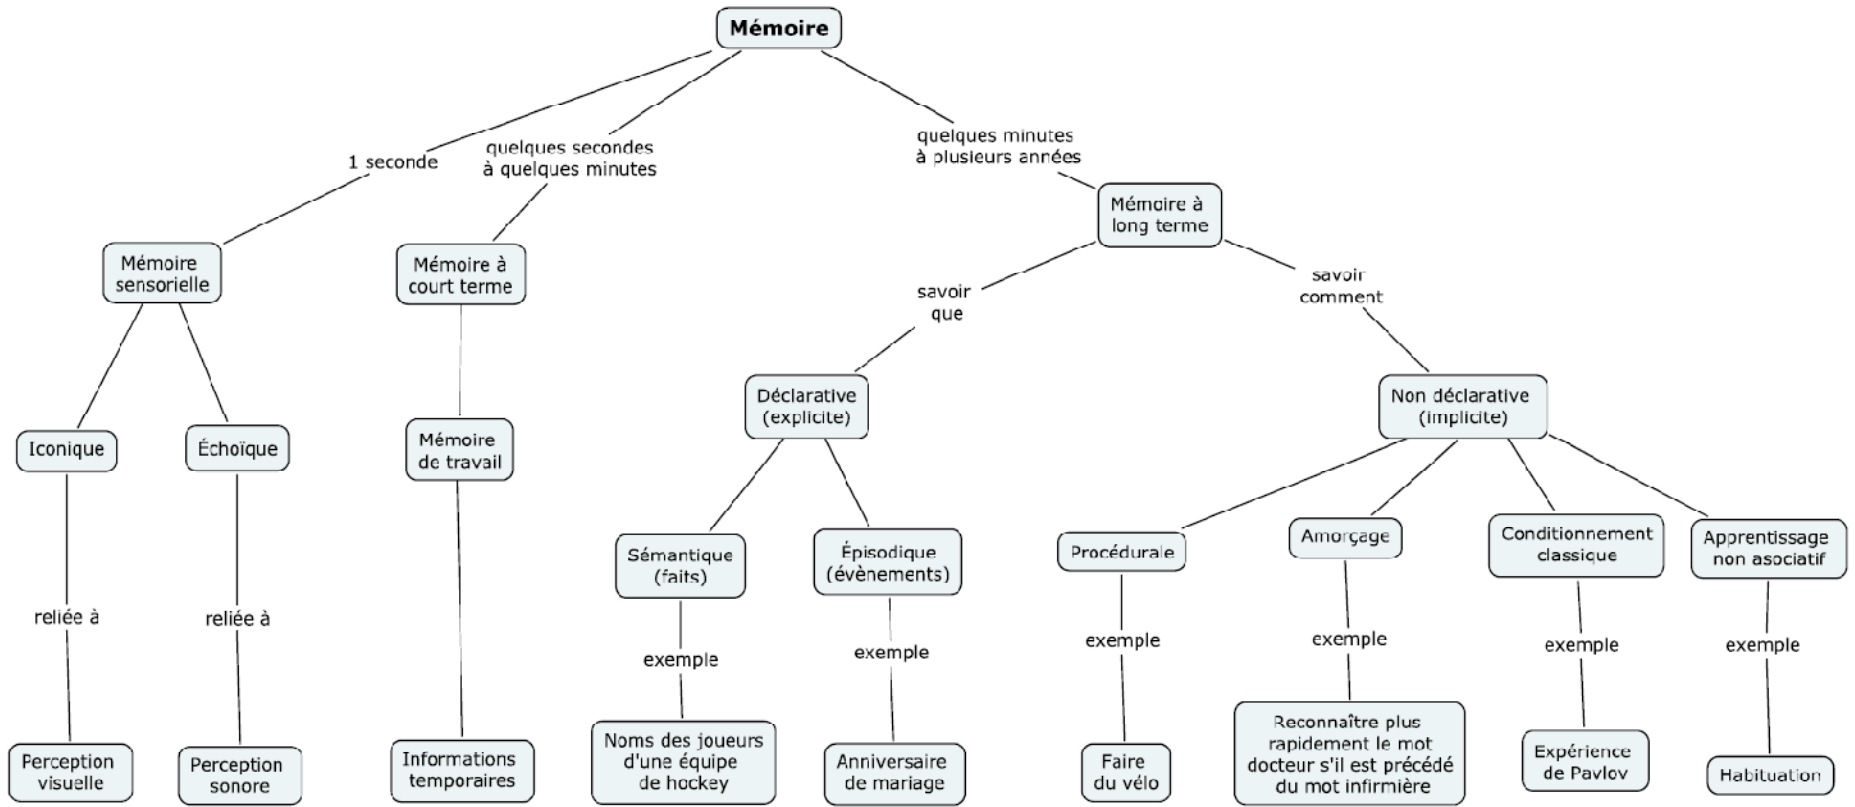 Mémoire
1 seconde
quelques secondes
à quelques minutes
quelques minutes
à plusieurs années
Mémoire
sensorielle
Mémoire à
court terme
Mémoire à
long terme
savoir
que
savoir
comment
Iconique
Échoïque
Mémoire
de travail
Déclarative
(explicite)
Non déclarative
(implicite)
Sémantique
(faits)
Épisodique
(évènements)
Procédurale
Amorçage
Conditionnement
classique
Apprentissage
non asociatif
reliée à
reliée à
exemple
exemple
exemple
exemple
exemple
exemple
Perception
visuelle
Perception
sonore
Informations
temporaires
Noms des joueurs
d'une équipe
de hockey
Anniversaire
de mariage
Faire
du vélo
Reconnaître plus
rapidement le mot
docteur s'il est précédé
du mot infirmière
Expérience
de Pavlov
Habituation